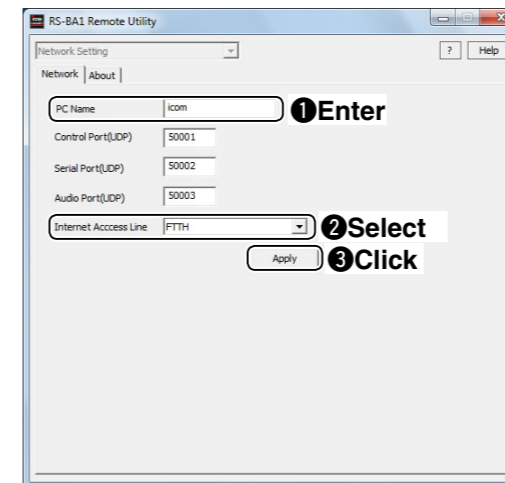 RS-BA1 Remote Utility
Network Setting
? Help
Network About
PC Name icom ❶Enter
Control Port(UDP) 50001
Serial Port(UDP) 50002
Audio Port(UDP) 50003
Internet Acccess Line FTTH ❷Select
Apply ❸Click